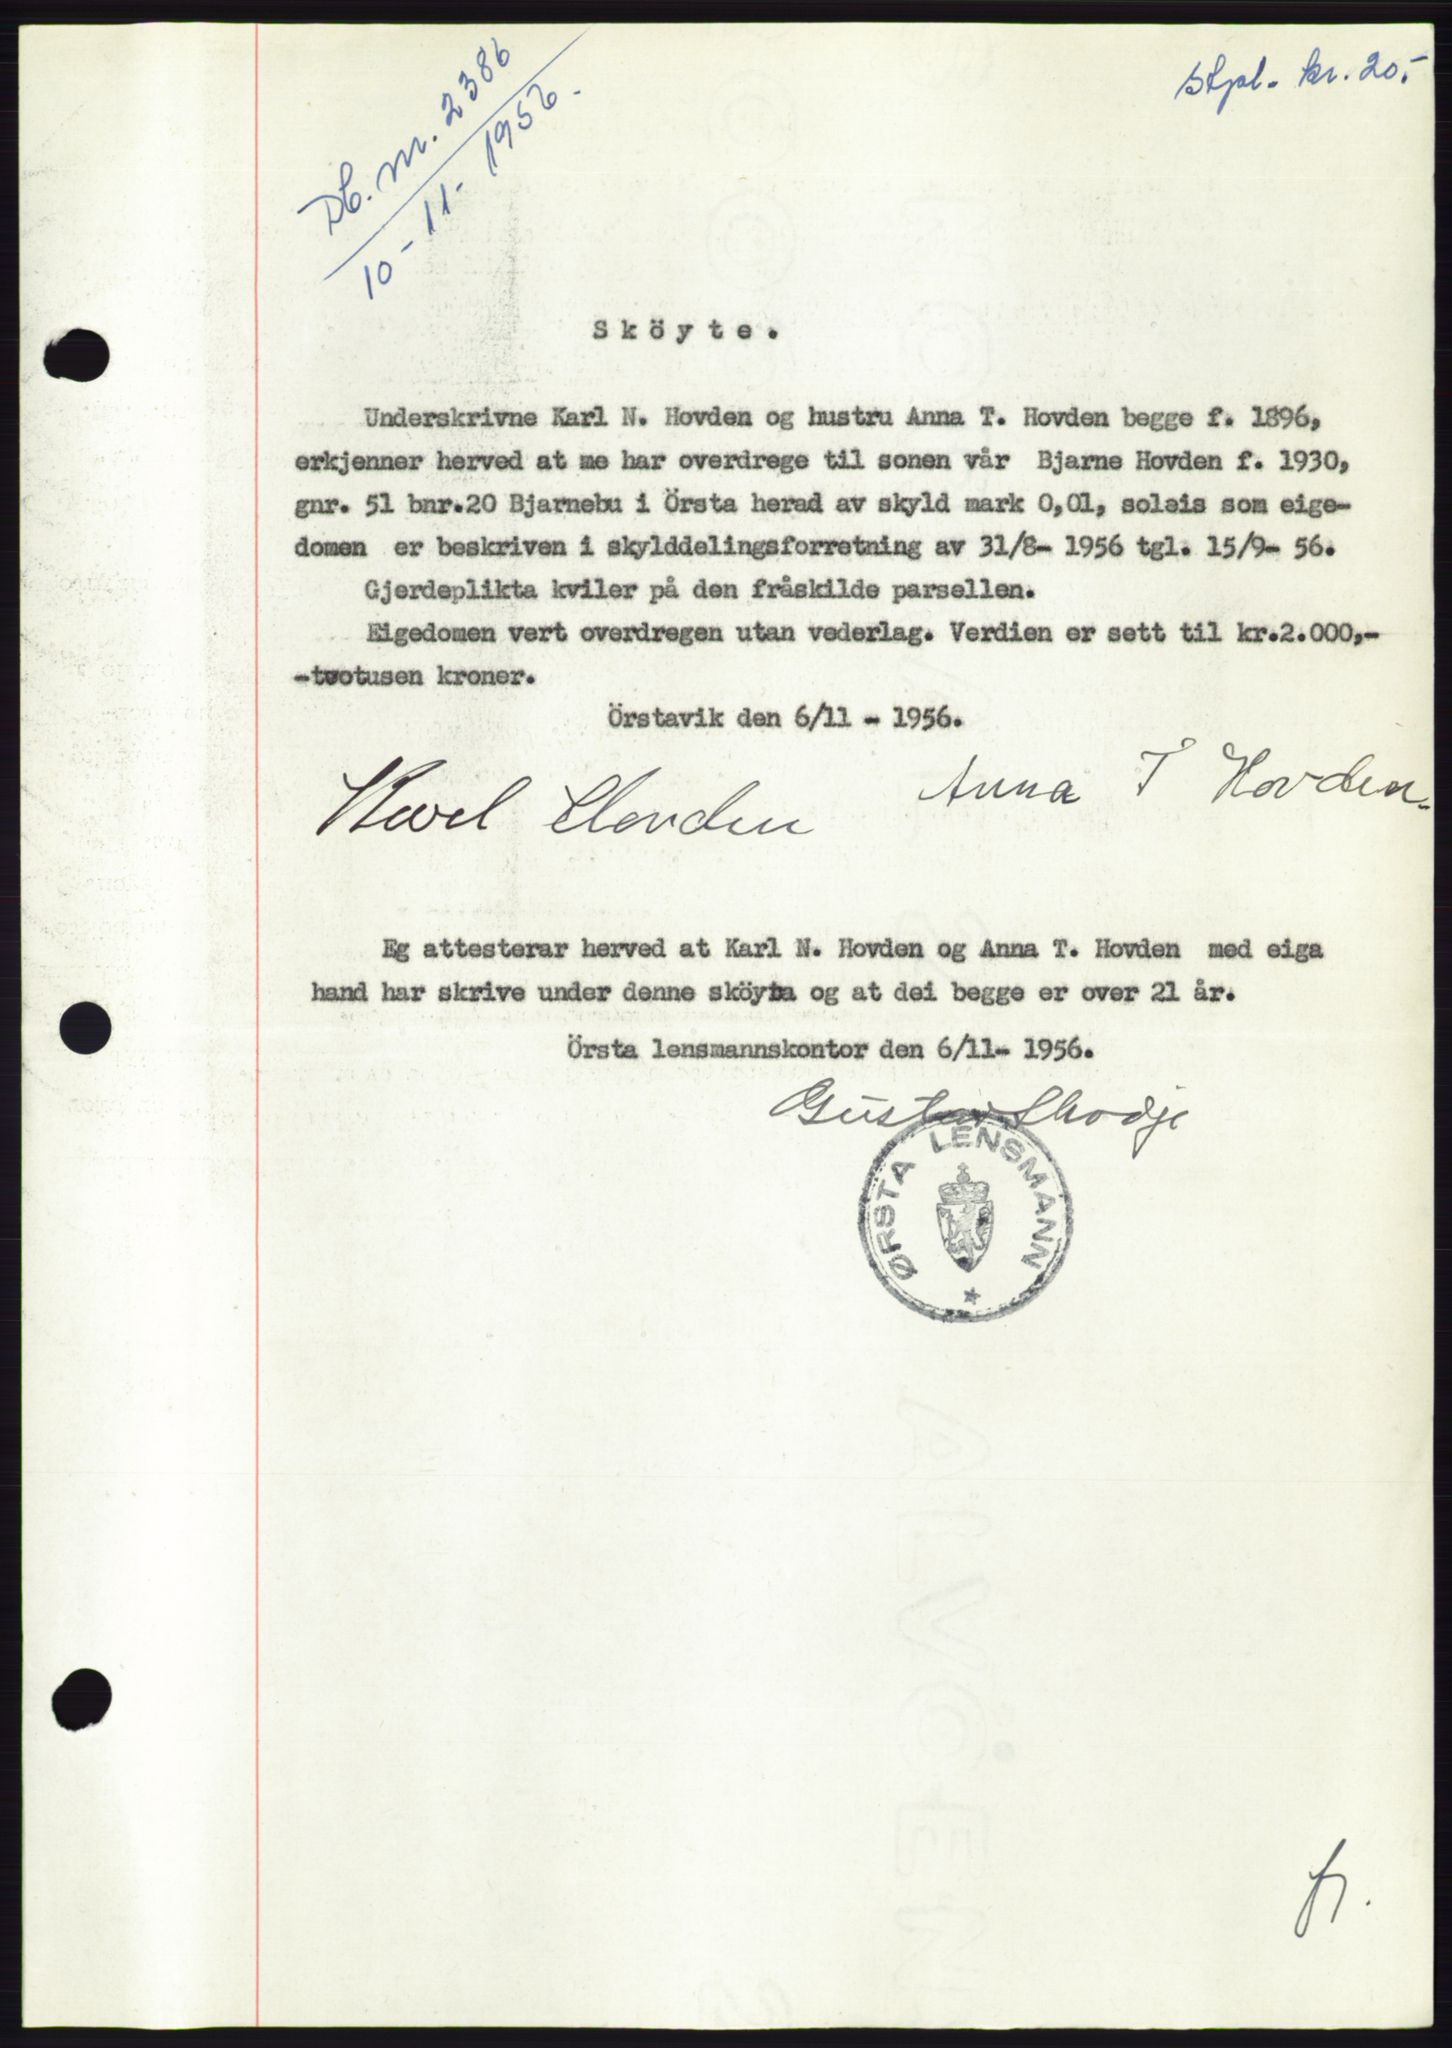 Db. nr. 2386
10-11-1956.
Stpl. kr. 20.-
Sköyte.
Underskrivne Karl N. Hovden og hustru Anna T. Hovden begge f. 1896,
erkjenner herved at me har overdrege til sonen vår Bjarne Hovden f. 1930,
gnr. 51 bnr.20 Bjarnebu i Örsta herad av skyld mark 0,01, soleis som eige-
domen er beskriven i skylddelingsforretning av 31/8- 1956 tgl. 15/9- 56.
Gjerdeplikta kviler på den fråskilde parsellen.
Eigedomen vert overdregen utan vederlag. Verdien er sett til kr.2.000,-
-tvotusen kroner.
Örstavik den 6/11 - 1956.
Karl Hovden
Anna T Hovden.
Eg attesterar herved at Karl N. Hovden og Anna T. Hovden med eiga
hand har skrive under denne sköyta og at dei begge er over 21 år.
Örsta lensmannskontor den 6/11- 1956.
Gustav Skodje
ØRSTA LENSMANN